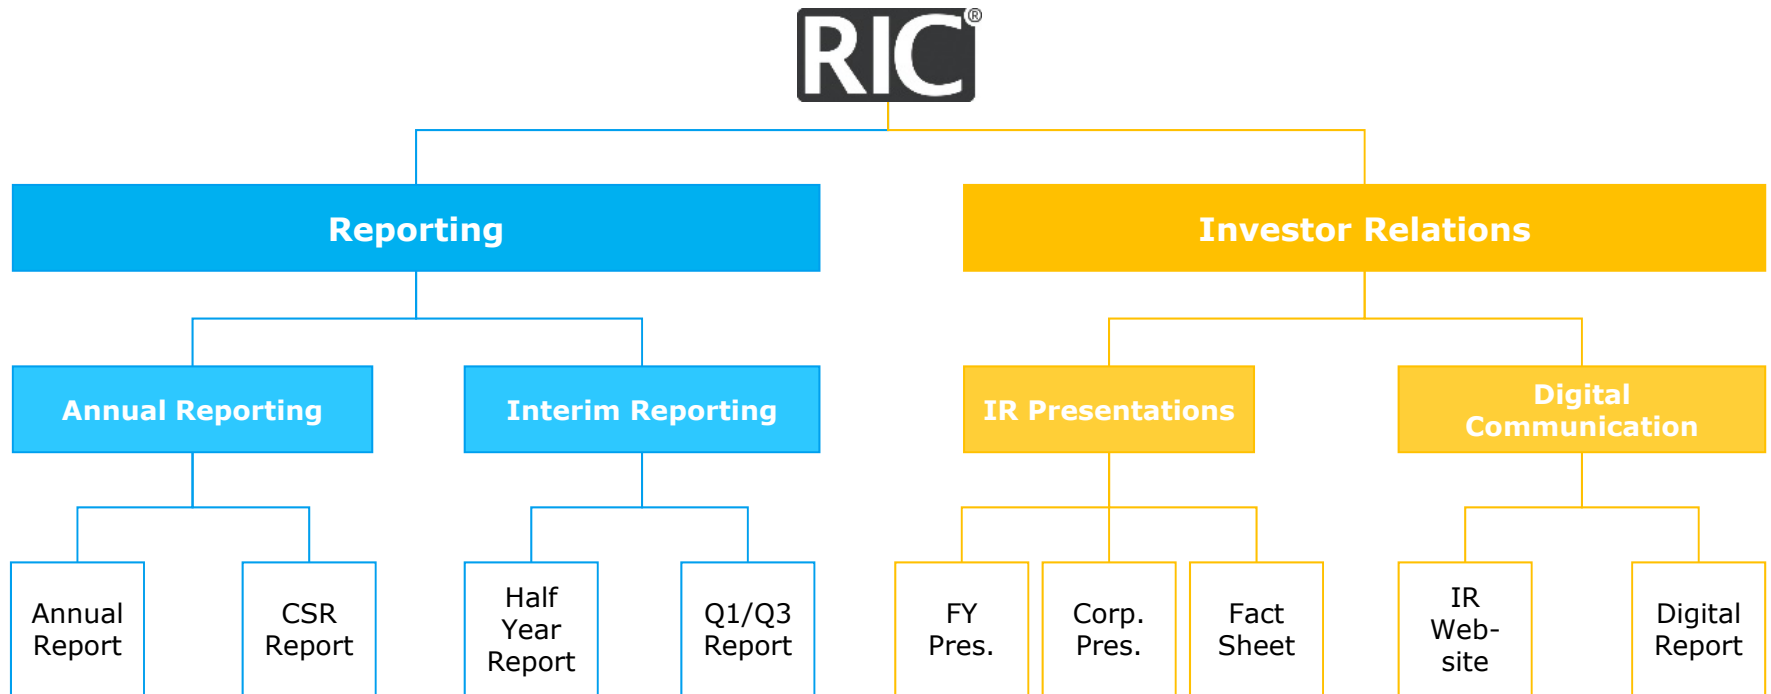 RIC®
Reporting
Investor Relations
Annual Reporting
Interim Reporting
IR Presentations
Digital
Communication
Annual
Report
CSR
Report
Half
Year
Report
Q1/Q3
Report
FY
Pres.
Corp.
Pres.
Fact
Sheet
IR
Web-
site
Digital
Report